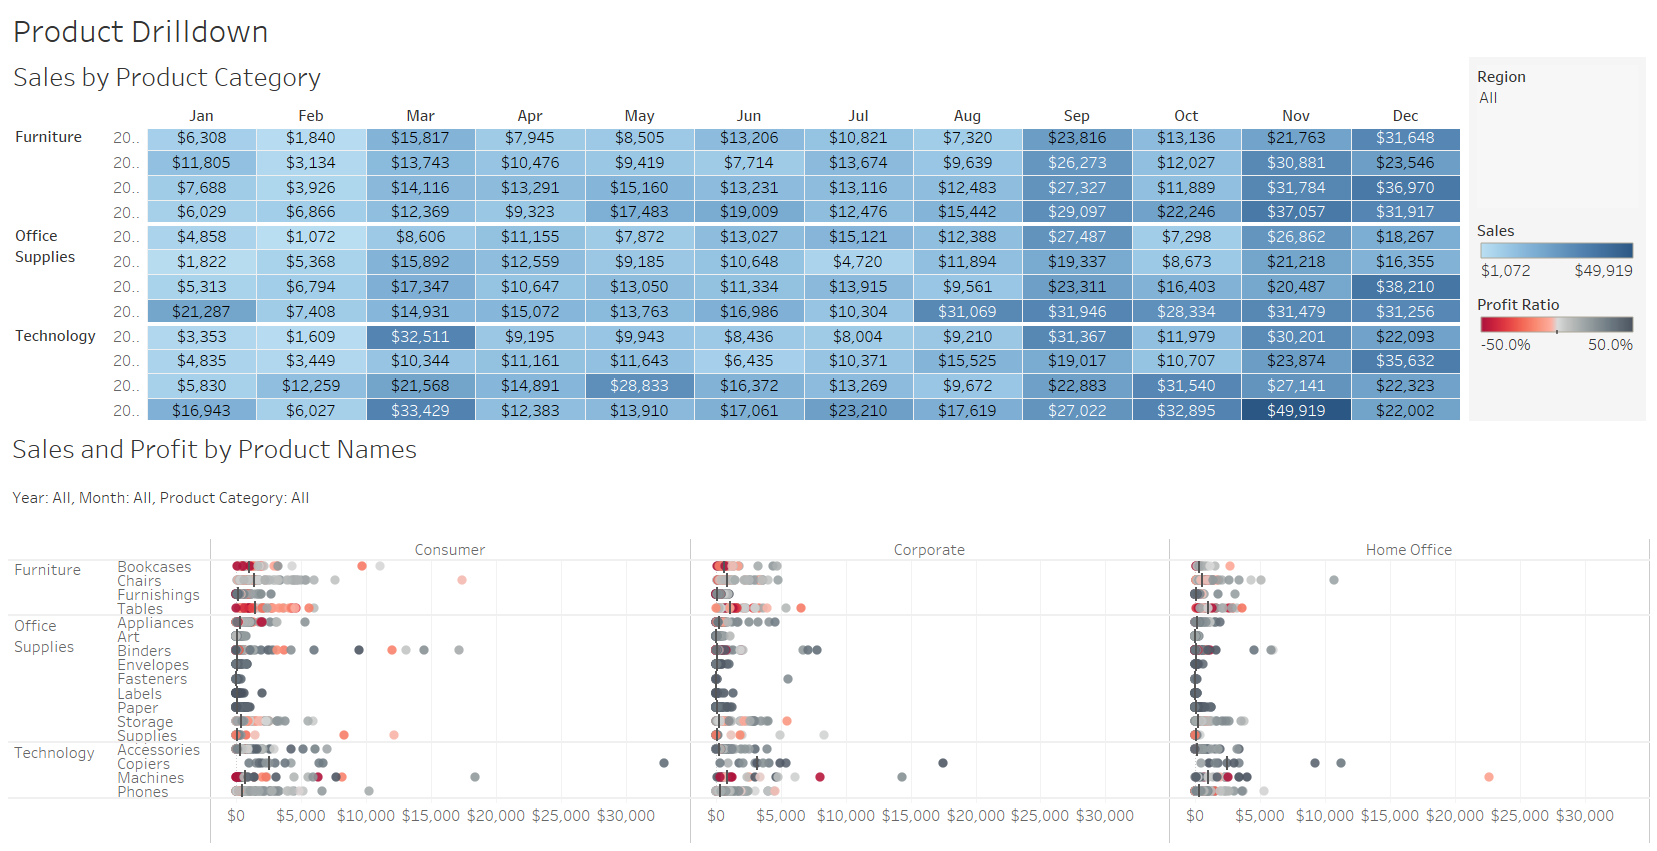 Product Drilldown
Sales by Product Category
Jan Feb Mar Apr May Jun Jul Aug Sep Oct Nov Dec
Furniture 20.. $6,308 $1,840 $15,817 $7,945 $8,505 $13,206 $10,821 $7,320 $23,816 $13,136 $21,763 $31,648
20.. $11,805 $3,134 $13,743 $10,476 $9,419 $7,714 $13,674 $9,639 $26,273 $12,027 $30,881 $23,546
20.. $7,688 $3,926 $14,116 $13,291 $15,160 $13,231 $13,116 $12,483 $27,327 $11,889 $31,784 $36,970
20.. $6,029 $6,866 $12,369 $9,323 $17,483 $19,009 $12,476 $15,442 $29,097 $22,246 $37,057 $31,917
Office Supplies 20.. $4,858 $1,072 $8,606 $11,155 $7,872 $13,027 $15,121 $12,388 $27,487 $7,298 $26,862 $18,267
20.. $1,822 $5,368 $15,892 $12,559 $9,185 $10,648 $4,720 $11,894 $19,337 $8,673 $21,218 $16,355
20.. $5,313 $6,794 $17,347 $10,647 $13,050 $11,334 $13,915 $9,561 $23,311 $16,403 $20,487 $38,210
20.. $21,287 $7,408 $14,931 $15,072 $13,763 $16,986 $10,304 $31,069 $31,946 $28,334 $31,479 $31,256
Technology 20.. $3,353 $1,609 $32,511 $9,195 $9,943 $8,436 $8,004 $9,210 $31,367 $11,979 $30,201 $22,093
20.. $4,835 $3,449 $10,344 $11,161 $11,643 $6,435 $10,371 $15,525 $19,017 $10,707 $23,874 $35,632
20.. $5,830 $12,259 $21,568 $14,891 $28,833 $16,372 $13,269 $9,672 $22,883 $31,540 $27,141 $22,323
20.. $16,943 $6,027 $33,429 $12,383 $13,910 $17,061 $23,210 $17,619 $27,022 $32,895 $49,919 $22,002
Region
All
Sales
$1,072 $49,919
Profit Ratio
-50.0% 50.0%
Sales and Profit by Product Names
Year: All, Month: All, Product Category: All
Consumer Corporate Home Office
Furniture Bookcases
Chairs
Furnishings
Tables
Office Supplies Appliances
Art
Binders
Envelopes
Fasteners
Labels
Paper
Storage
Supplies
Technology Accessories
Copiers
Machines
Phones
$0 $5,000 $10,000 $15,000 $20,000 $25,000 $30,000 $0 $5,000 $10,000 $15,000 $20,000 $25,000 $30,000 $0 $5,000 $10,000 $15,000 $20,000 $25,000 $30,000